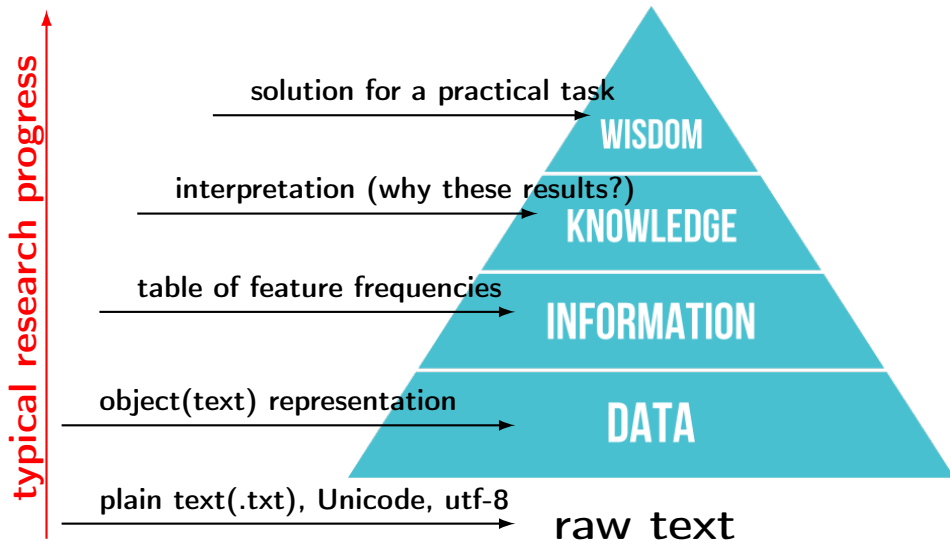 typical research progress
solution for a practical task
WISDOM
interpretation (why these results?)
KNOWLEDGE
table of feature frequencies
INFORMATION
object(text) representation
DATA
plain text(.txt), Unicode, utf-8
raw text